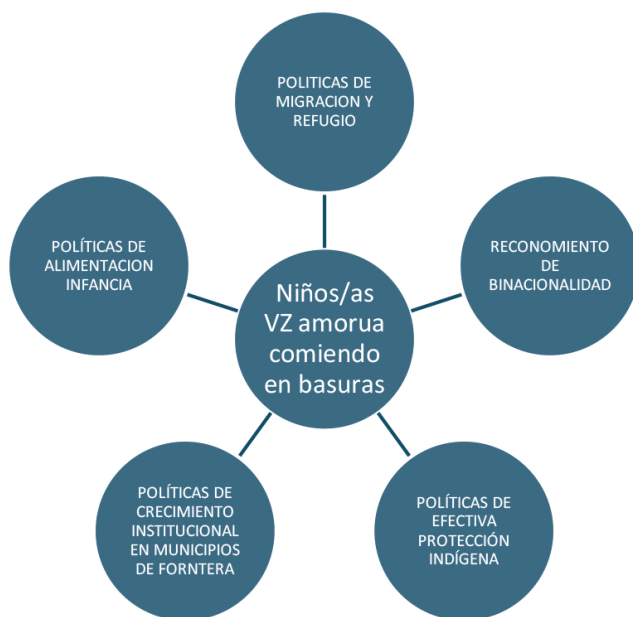 POLITICAS DE
MIGRACION Y
REFUGIO
POLÍTICAS DE
ALIMENTACION
INFANCIA
RECONOMIENTO
DE
BINACIONALIDAD
Niños/as
VZ amorua
comiendo
en basuras
POLÍTICAS DE
CRECIMIENTO
INSTITUCIONAL
EN MUNICIPIOS
DE FORNTERA
POLÍTICAS DE
EFECTIVA
PROTECCIÓN
INDÍGENA